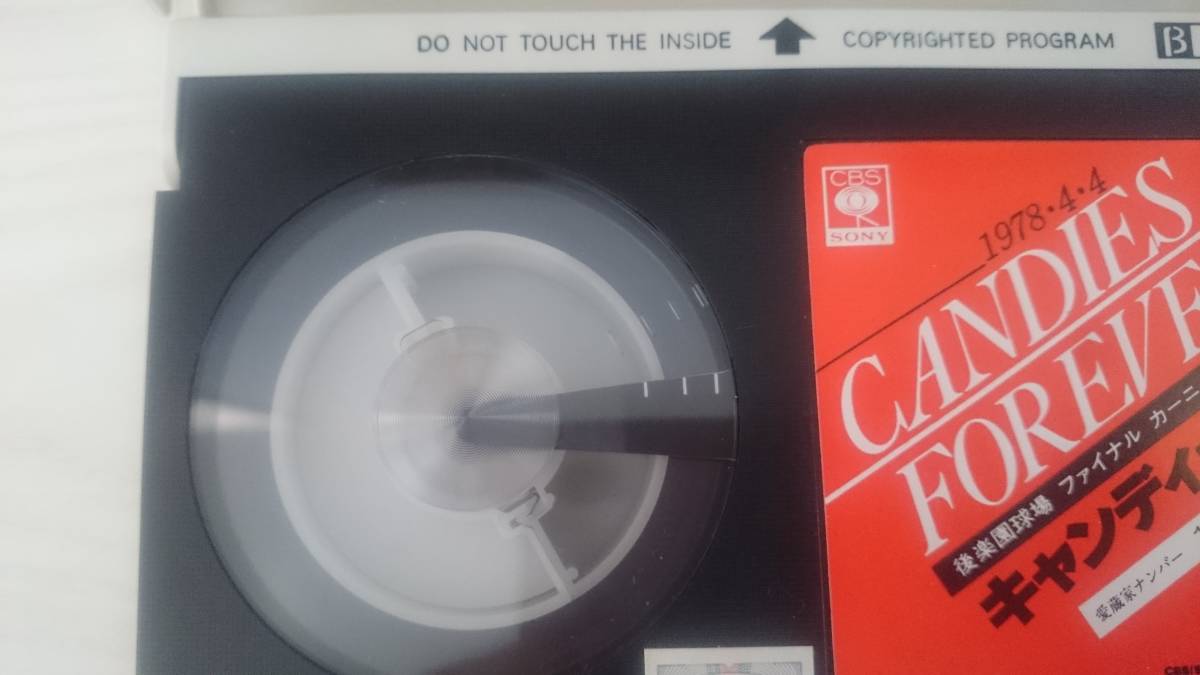 DO NOT TOUCH THE INSIDE
COPYRIGHTED PROGRAM
CBS
SONY
1978・4・4
CANDIES
FOREVE
後楽園球場 ファイナル カーニ
キャンディ
愛蔵家ナンバー
CBS/S